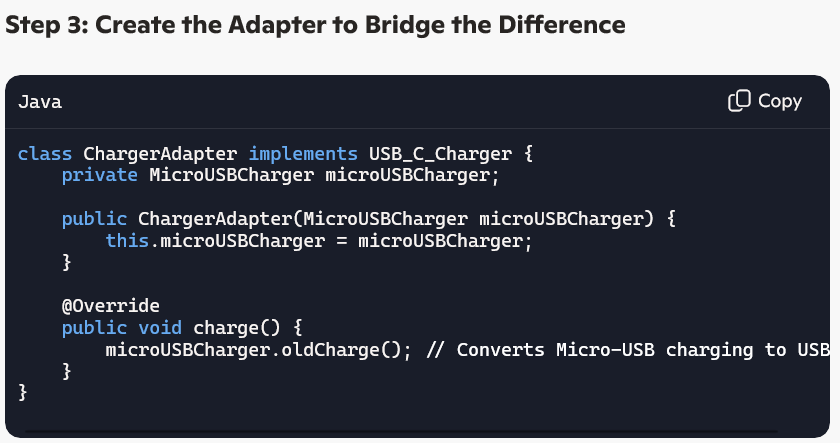 Step 3: Create the Adapter to Bridge the Difference
Java
Copy
class ChargerAdapter implements USB_C_Charger {
    private MicroUSBCharger microUSBCharger;

    public ChargerAdapter(MicroUSBCharger microUSBCharger) {
        this.microUSBCharger = microUSBCharger;
    }

    @Override
    public void charge() {
        microUSBCharger.oldCharge(); // Converts Micro-USB charging to USB
    }
}